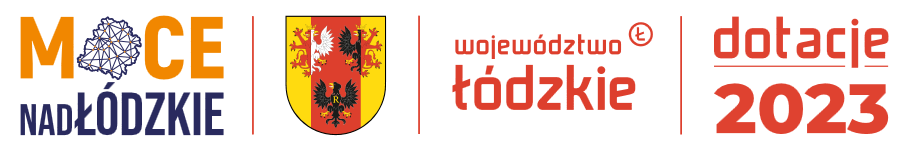 MOCE
NADŁÓDZKIE
województwo Ł
łódzkie
dotacje
2023